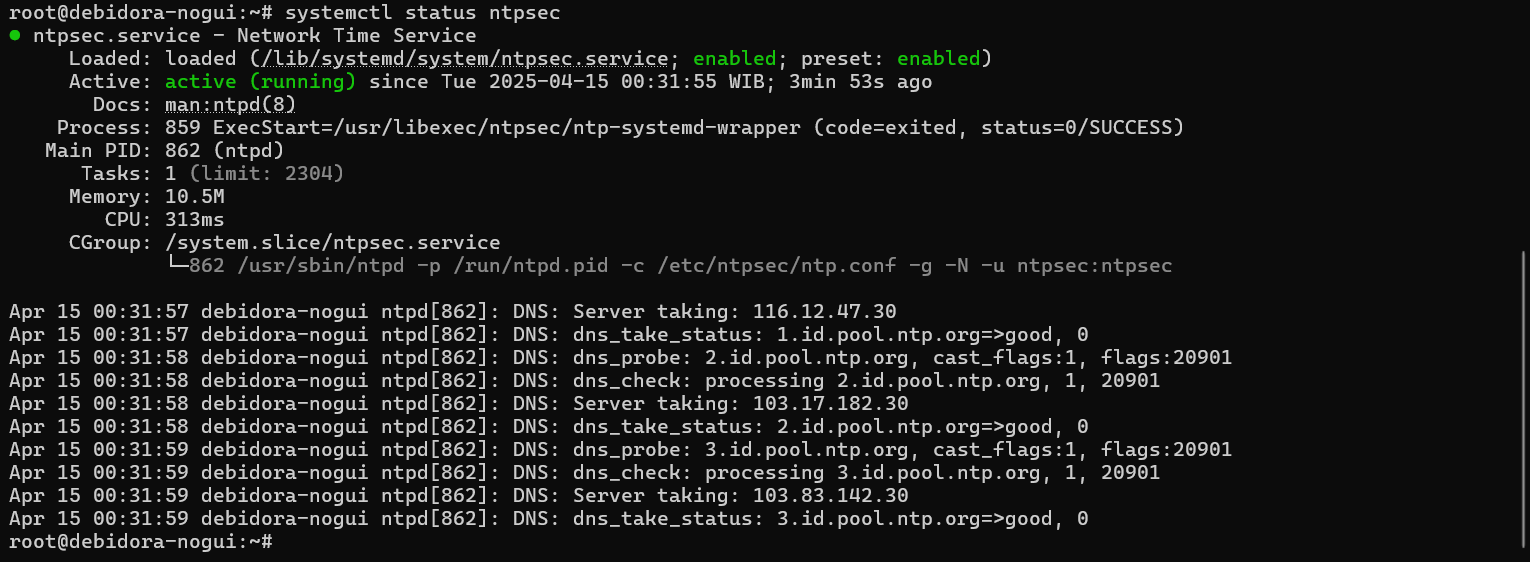 root@debidora-nogui:~# systemctl status ntpsec
● ntpsec.service - Network Time Service
     Loaded: loaded (/lib/systemd/system/ntpsec.service; enabled; preset: enabled)
     Active: active (running) since Tue 2025-04-15 00:31:55 WIB; 3min 53s ago
       Docs: man:ntpd(8)
    Process: 859 ExecStart=/usr/libexec/ntpsec/ntp-systemd-wrapper (code=exited, status=0/SUCCESS)
   Main PID: 862 (ntpd)
      Tasks: 1 (limit: 2304)
     Memory: 10.5M
        CPU: 313ms
     CGroup: /system.slice/ntpsec.service
             └─862 /usr/sbin/ntpd -p /run/ntpd.pid -c /etc/ntpsec/ntp.conf -g -N -u ntpsec:ntpsec

Apr 15 00:31:57 debidora-nogui ntpd[862]: DNS: Server taking: 116.12.47.30
Apr 15 00:31:57 debidora-nogui ntpd[862]: DNS: dns_take_status: 1.id.pool.ntp.org=>good, 0
Apr 15 00:31:58 debidora-nogui ntpd[862]: DNS: dns_probe: 2.id.pool.ntp.org, cast_flags:1, flags:20901
Apr 15 00:31:58 debidora-nogui ntpd[862]: DNS: dns_check: processing 2.id.pool.ntp.org, 1, 20901
Apr 15 00:31:58 debidora-nogui ntpd[862]: DNS: Server taking: 103.17.182.30
Apr 15 00:31:58 debidora-nogui ntpd[862]: DNS: dns_take_status: 2.id.pool.ntp.org=>good, 0
Apr 15 00:31:59 debidora-nogui ntpd[862]: DNS: dns_probe: 3.id.pool.ntp.org, cast_flags:1, flags:20901
Apr 15 00:31:59 debidora-nogui ntpd[862]: DNS: dns_check: processing 3.id.pool.ntp.org, 1, 20901
Apr 15 00:31:59 debidora-nogui ntpd[862]: DNS: Server taking: 103.83.142.30
Apr 15 00:31:59 debidora-nogui ntpd[862]: DNS: dns_take_status: 3.id.pool.ntp.org=>good, 0
root@debidora-nogui:~#